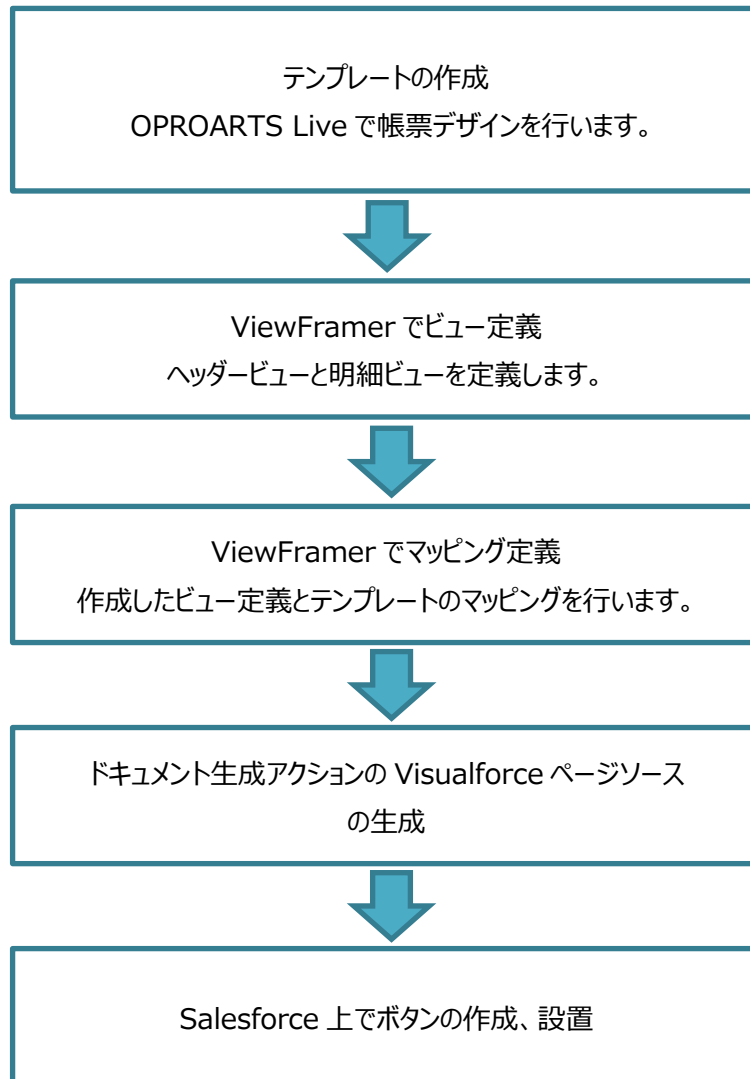 テンプレートの作成
OPROARTS Live で帳票デザインを行います。
ViewFramer でビュー定義
ヘッダービューと明細ビューを定義します。
ViewFramer でマッピング定義
作成したビュー定義とテンプレートのマッピングを行います。
ドキュメント生成アクションの Visualforce ページソース
の生成
Salesforce 上でボタンの作成、設置